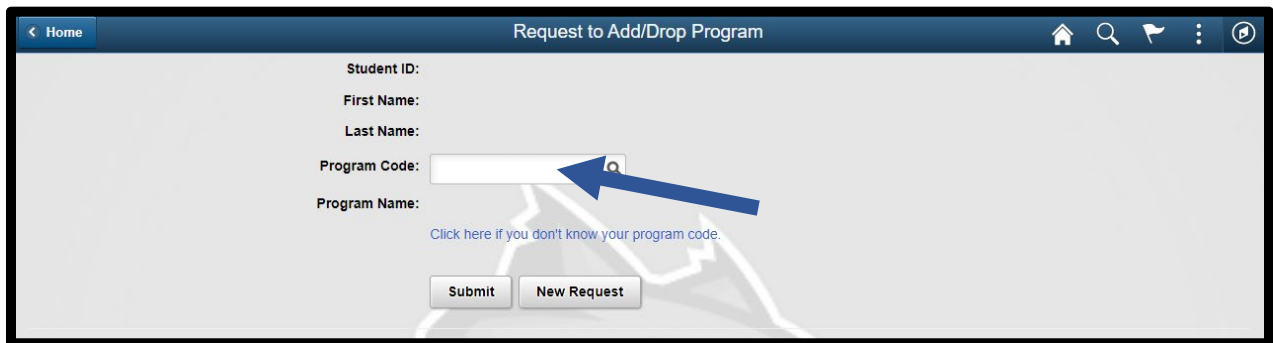 Home
Request to Add/Drop Program
Student ID:
First Name:
Last Name:
Program Code:
Program Name:
Click here if you don't know your program code.
Submit New Request